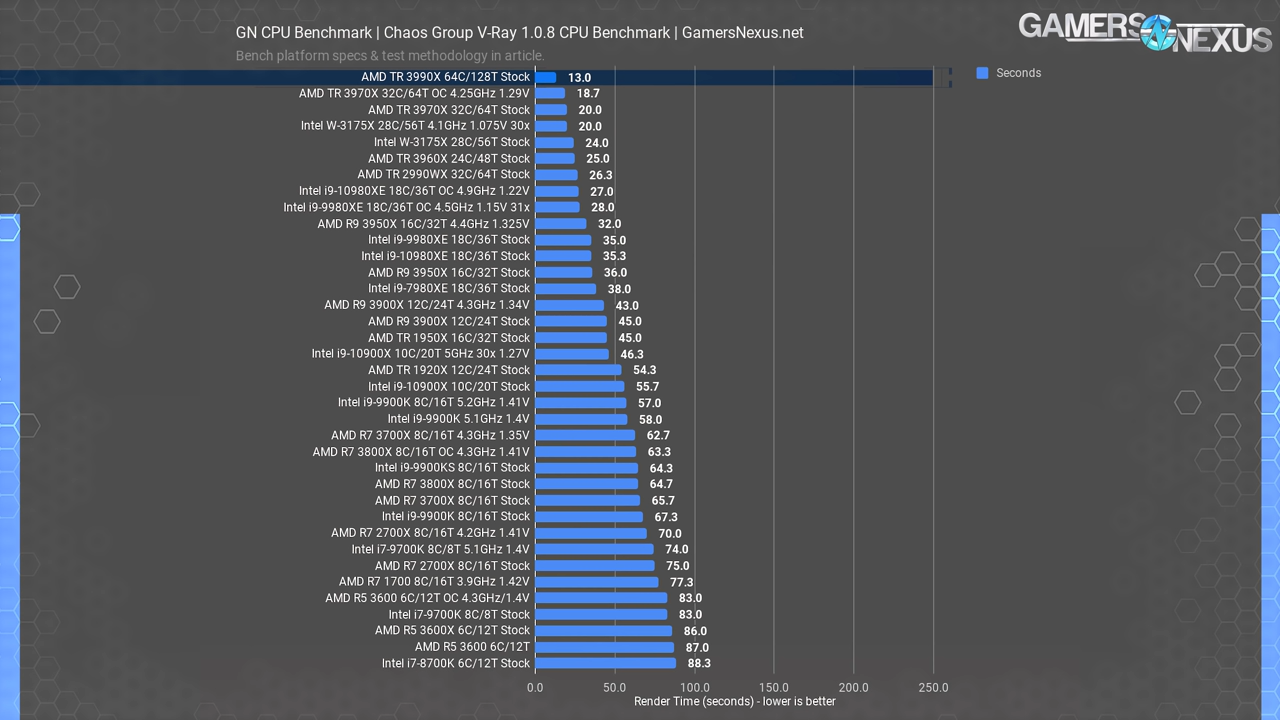 GN CPU Benchmark | Chaos Group V-Ray 1.0.8 CPU Benchmark | GamersNexus.net
GAMERS NEXUS
Bench platform specs & test methodology in article.
Seconds
AMD TR 3990X 64C/128T Stock 13.0
AMD TR 3970X 32C/64T OC 4.25GHz 1.29V 18.7
AMD TR 3970X 32C/64T Stock 20.0
Intel W-3175X 28C/56T 4.1GHz 1.075V 30x 20.0
Intel W-3175X 28C/56T Stock 24.0
AMD TR 3960X 24C/48T Stock 25.0
AMD TR 2990WX 32C/64T Stock 26.3
Intel i9-10980XE 18C/36T OC 4.9GHz 1.22V 27.0
Intel i9-9980XE 18C/36T OC 4.5GHz 1.15V 31x 28.0
AMD R9 3950X 16C/32T 4.4GHz 1.325V 32.0
Intel i9-9980XE 18C/36T Stock 35.0
Intel i9-10980XE 18C/36T Stock 35.3
AMD R9 3950X 16C/32T Stock 36.0
Intel i9-7980XE 18C/36T Stock 38.0
AMD R9 3900X 12C/24T 4.3GHz 1.34V 43.0
AMD R9 3900X 12C/24T Stock 45.0
AMD TR 1950X 16C/32T Stock 45.0
Intel i9-10900X 10C/20T 5GHz 30x 1.27V 46.3
AMD TR 1920X 12C/24T Stock 54.3
Intel i9-10900X 10C/20T Stock 55.7
Intel i9-9900K 8C/16T 5.2GHz 1.41V 57.0
Intel i9-9900K 5.1GHz 1.4V 58.0
AMD R7 3700X 8C/16T 4.3GHz 1.35V 62.7
AMD R7 3800X 8C/16T OC 4.3GHz 1.41V 63.3
Intel i9-9900KS 8C/16T Stock 64.3
AMD R7 3800X 8C/16T Stock 64.7
AMD R7 3700X 8C/16T Stock 65.7
Intel i9-9900K 8C/16T Stock 67.3
AMD R7 2700X 8C/16T 4.2GHz 1.41V 70.0
Intel i7-9700K 8C/8T 5.1GHz 1.4V 74.0
AMD R7 2700X 8C/16T Stock 75.0
AMD R7 1700 8C/16T 3.9GHz 1.42V 77.3
AMD R5 3600 6C/12T OC 4.3GHz/1.4V 83.0
Intel i7-9700K 8C/8T Stock 83.0
AMD R5 3600X 6C/12T Stock 86.0
AMD R5 3600 6C/12T 87.0
Intel i7-8700K 6C/12T Stock 88.3
0.0 50.0 100.0 150.0 200.0 250.0
Render Time (seconds) - lower is better